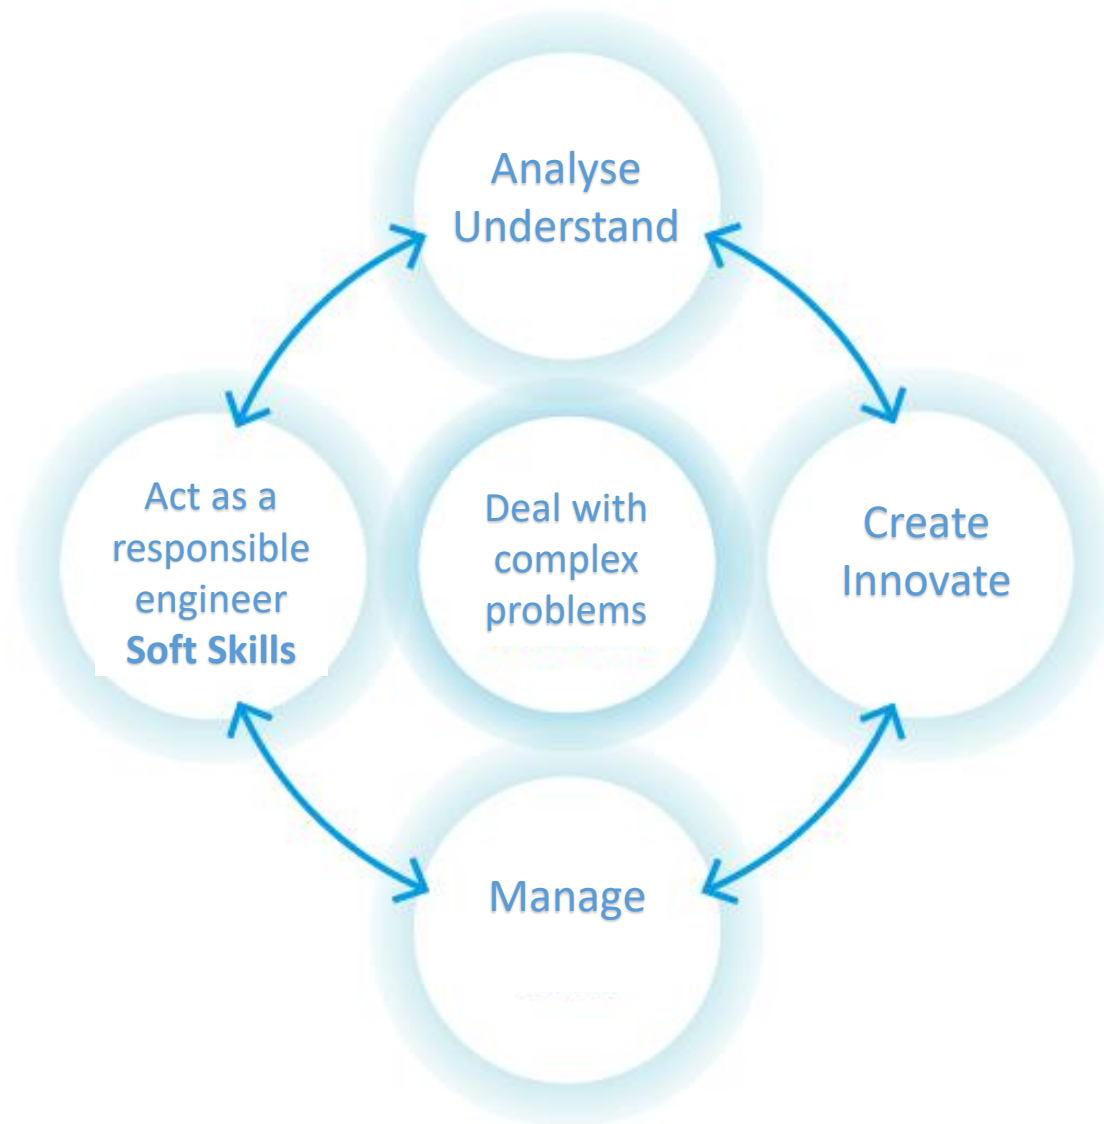 Analyse
Understand
Act as a
responsible
engineer
Soft Skills
Deal with
complex
problems
Create
Innovate
Manage